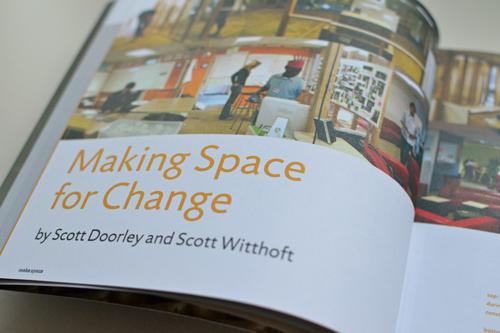 Making Space
for Change
by Scott Doorley and Scott Witthoft
make space